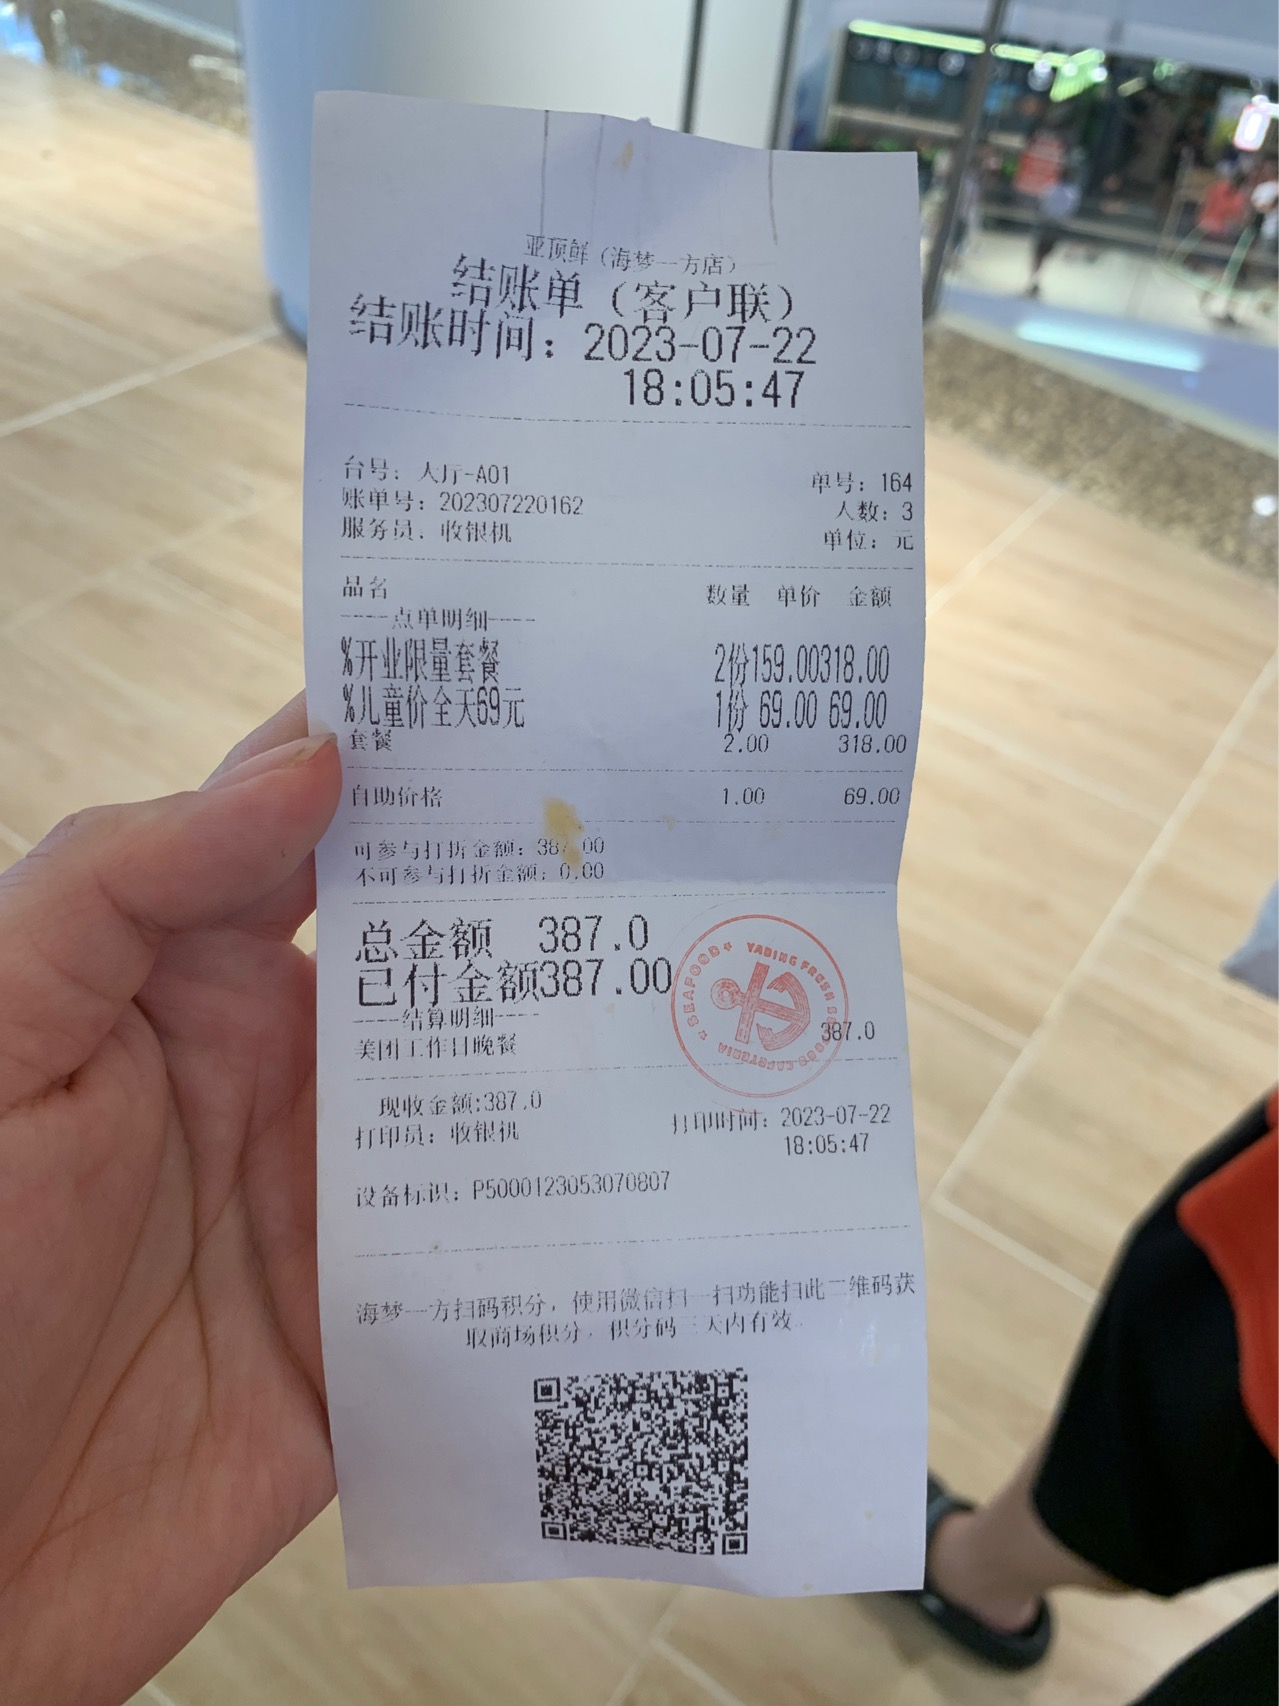 亚顶鲜（海梦一方店）
结账单（客户联）
结账时间：2023-07-22
18:05:47
台号：大厅-A01 单号：164
账单号：202307220162 人数：3
服务员：收银机 单位：元
品名 数量 单价 金额
----点单明细----
%开业限量套餐 2份159.00318.00
%儿童价全天69元 1份 69.00 69.00
套餐 2.00 318.00
自助价格 1.00 69.00
可参与打折金额：387.00
不可参与打折金额：0.00
总金额 387.0
已付金额387.00
----结算明细----
美团工作日晚餐 387.0
SEAFOOD
现收金额:387.0
打印员：收银机 打印时间：2023-07-22
18:05:47
设备标识：P5000123053070807
海梦一方扫码积分，使用微信扫一扫功能扫此二维码获
取商场积分，积分码三天内有效.